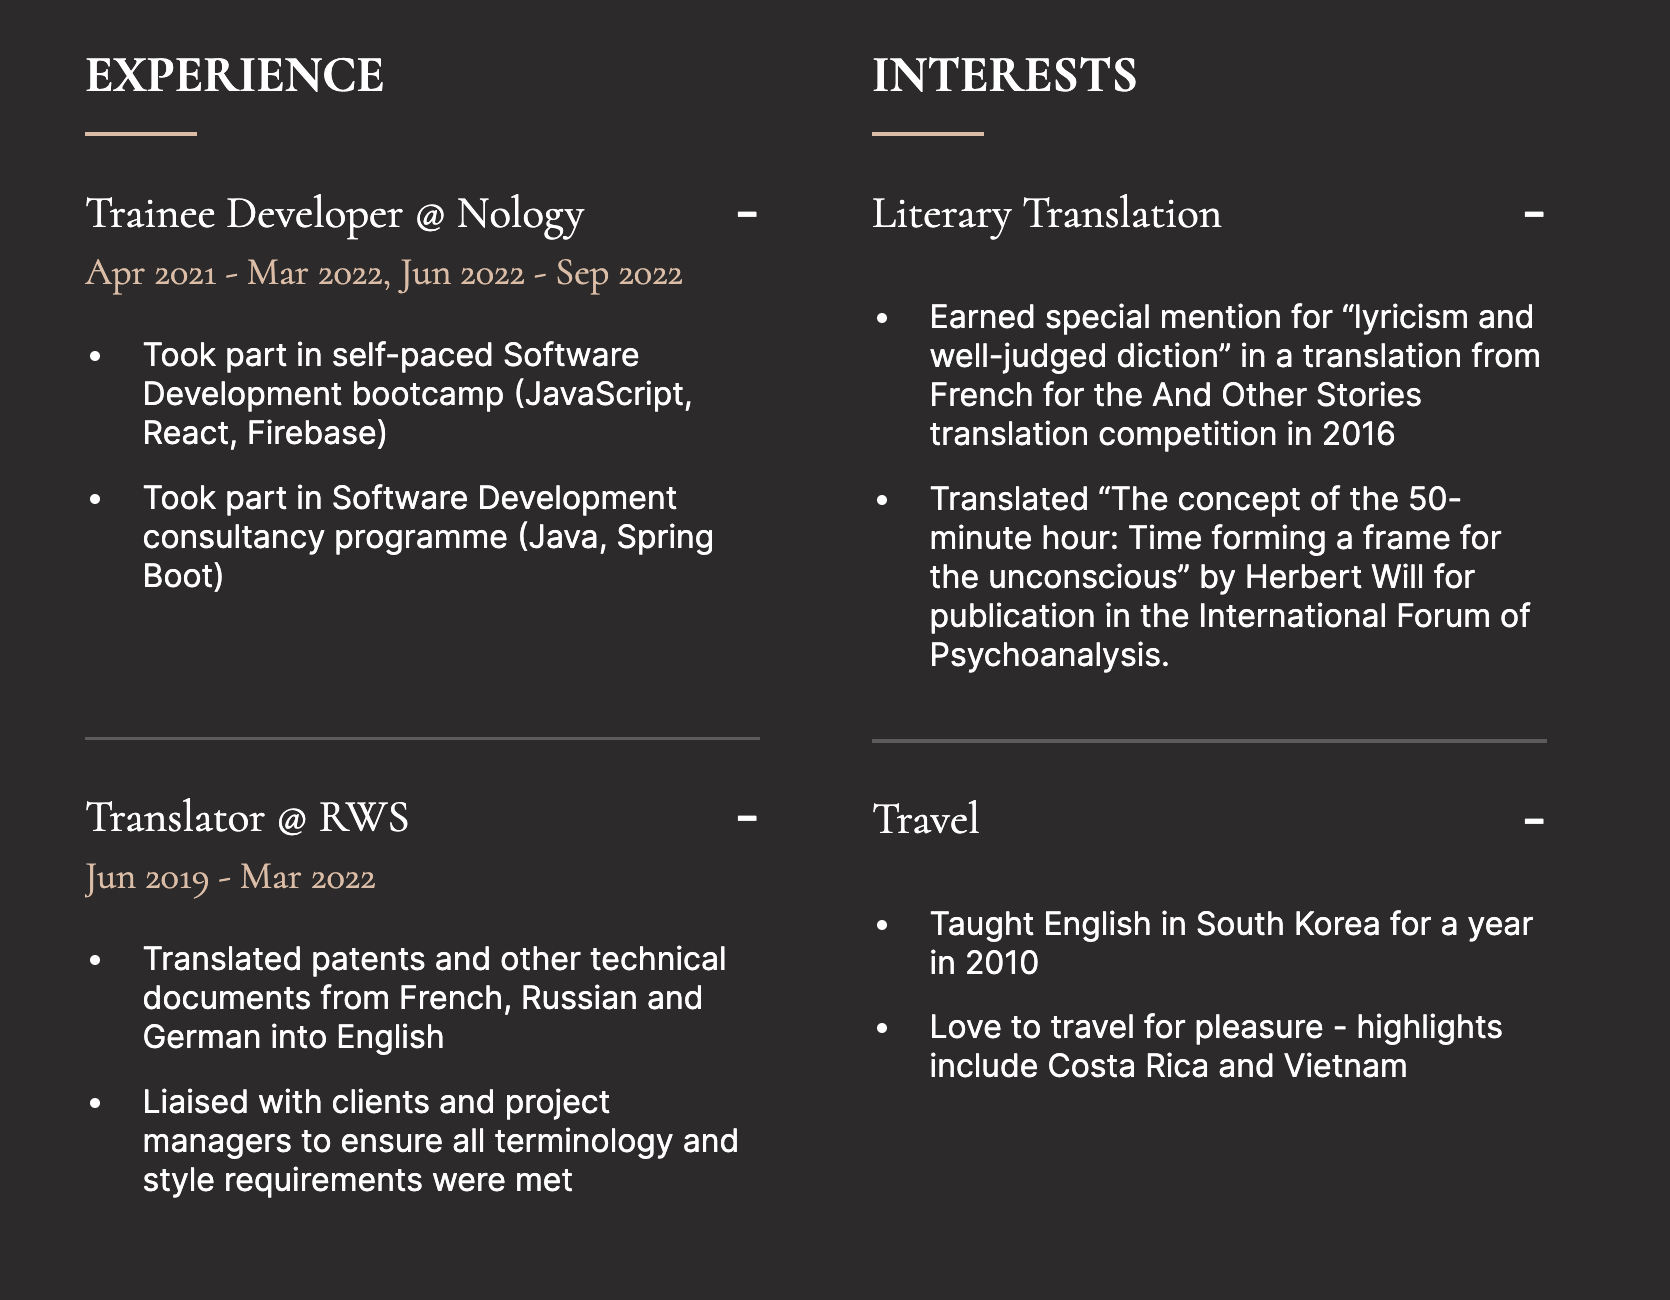 EXPERIENCE
Trainee Developer @ Nology
Apr 2021 - Mar 2022, Jun 2022 - Sep 2022
• Took part in self-paced Software
Development bootcamp (JavaScript,
React, Firebase)
• Took part in Software Development
consultancy programme (Java, Spring
Boot)
Translator @ RWS
Jun 2019 - Mar 2022
• Translated patents and other technical
documents from French, Russian and
German into English
• Liaised with clients and project
managers to ensure all terminology and
style requirements were met
INTERESTS
Literary Translation
• Earned special mention for “lyricism and
well-judged diction” in a translation from
French for the And Other Stories
translation competition in 2016
• Translated “The concept of the 50-
minute hour: Time forming a frame for
the unconscious” by Herbert Will for
publication in the International Forum of
Psychoanalysis.
Travel
• Taught English in South Korea for a year
in 2010
• Love to travel for pleasure - highlights
include Costa Rica and Vietnam